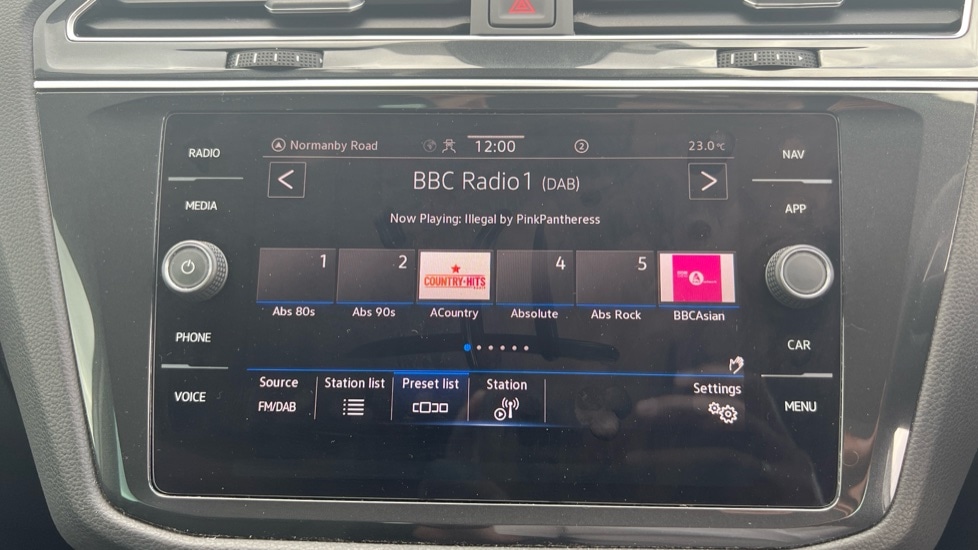 Normanby Road 12:00 2 23.0°C
RADIO
MEDIA
PHONE
VOICE
< BBC Radio1 (DAB) >
Now Playing: Illegal by PinkPantheress
1 2 COUNTRY HITS 4 5
Abs 80s Abs 90s ACountry Absolute Abs Rock BBCAsian
Source Station list Preset list Station Settings
FM/DAB
NAV
APP
CAR
MENU